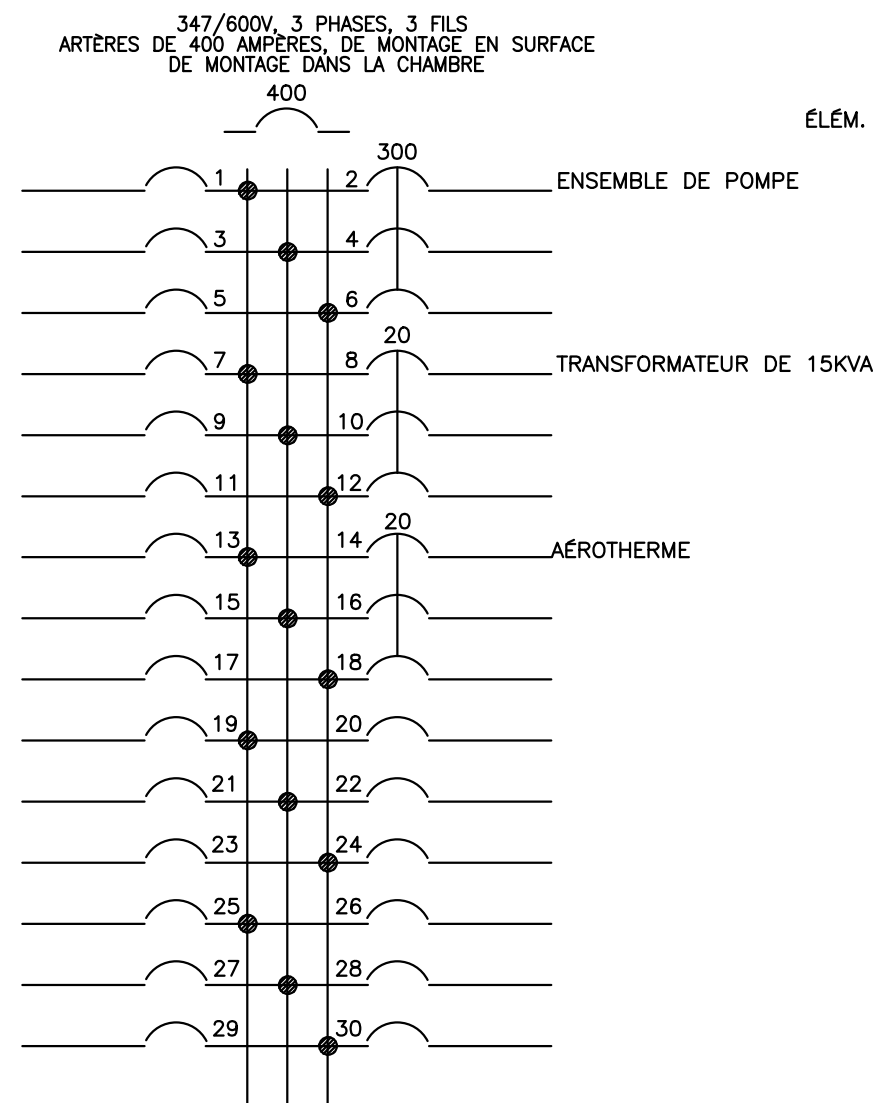 347/600V, 3 PHASES, 3 FILS
ARTÈRES DE 400 AMPÈRES, DE MONTAGE EN SURFACE
DE MONTAGE DANS LA CHAMBRE
400
ÉLÉM.
300
1 2 ENSEMBLE DE POMPE
3 4
5 6
20
7 8 TRANSFORMATEUR DE 15KVA
9 10
11 12
20
13 14 AÉROTHERME
15 16
17 18
19 20
21 22
23 24
25 26
27 28
29 30